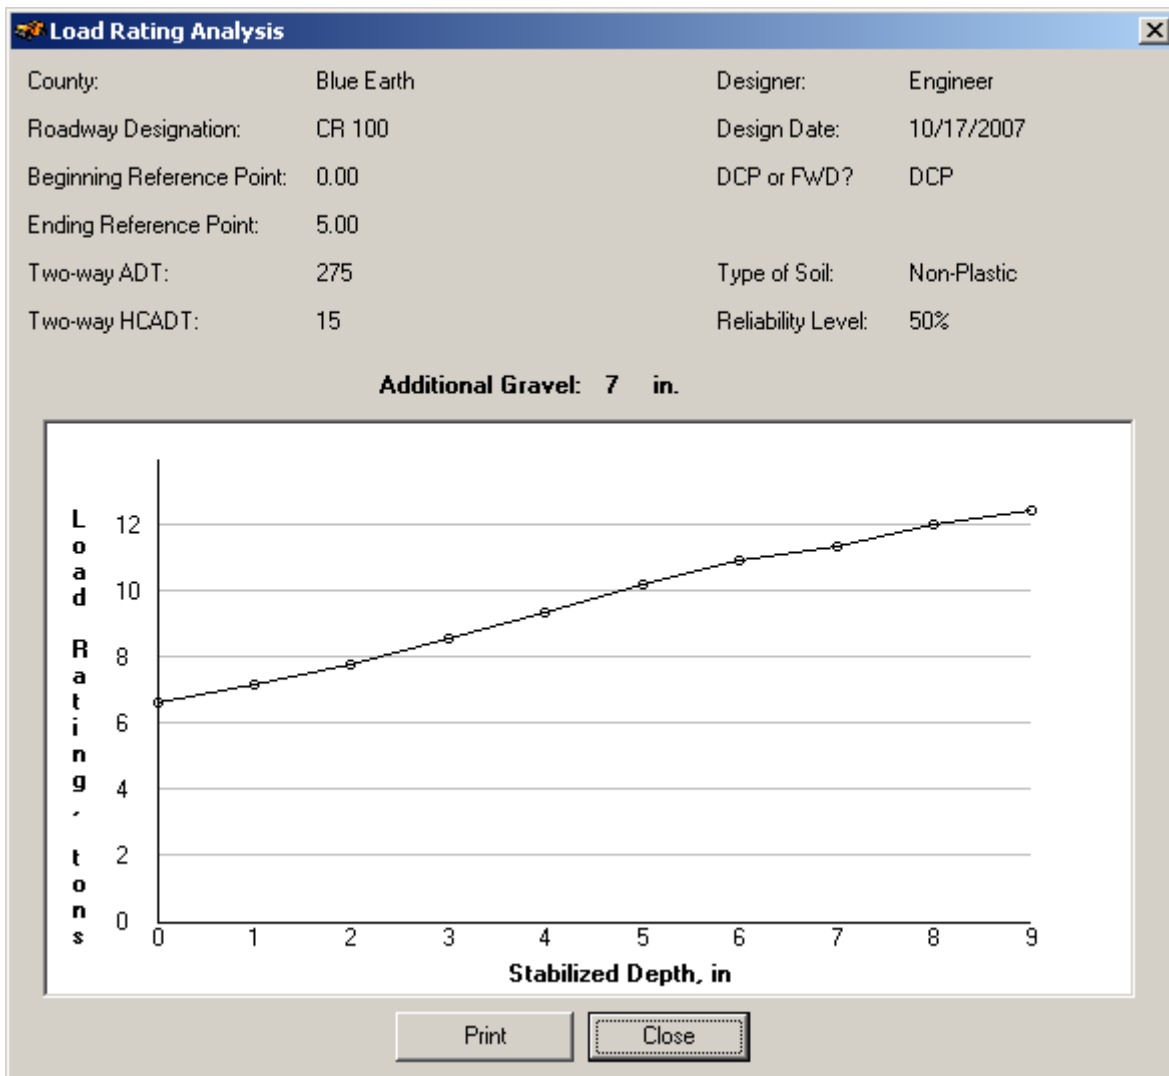 Load Rating Analysis
County: Blue Earth Designer: Engineer
Roadway Designation: CR 100 Design Date: 10/17/2007
Beginning Reference Point: 0.00 DCP or FWD? DCP
Ending Reference Point: 5.00
Two-way ADT: 275 Type of Soil: Non-Plastic
Two-way HCADT: 15 Reliability Level: 50%
Additional Gravel: 7 in.
Load Rating, tons
12
10
8
6
4
2
0
0 1 2 3 4 5 6 7 8 9
Stabilized Depth, in
Print Close